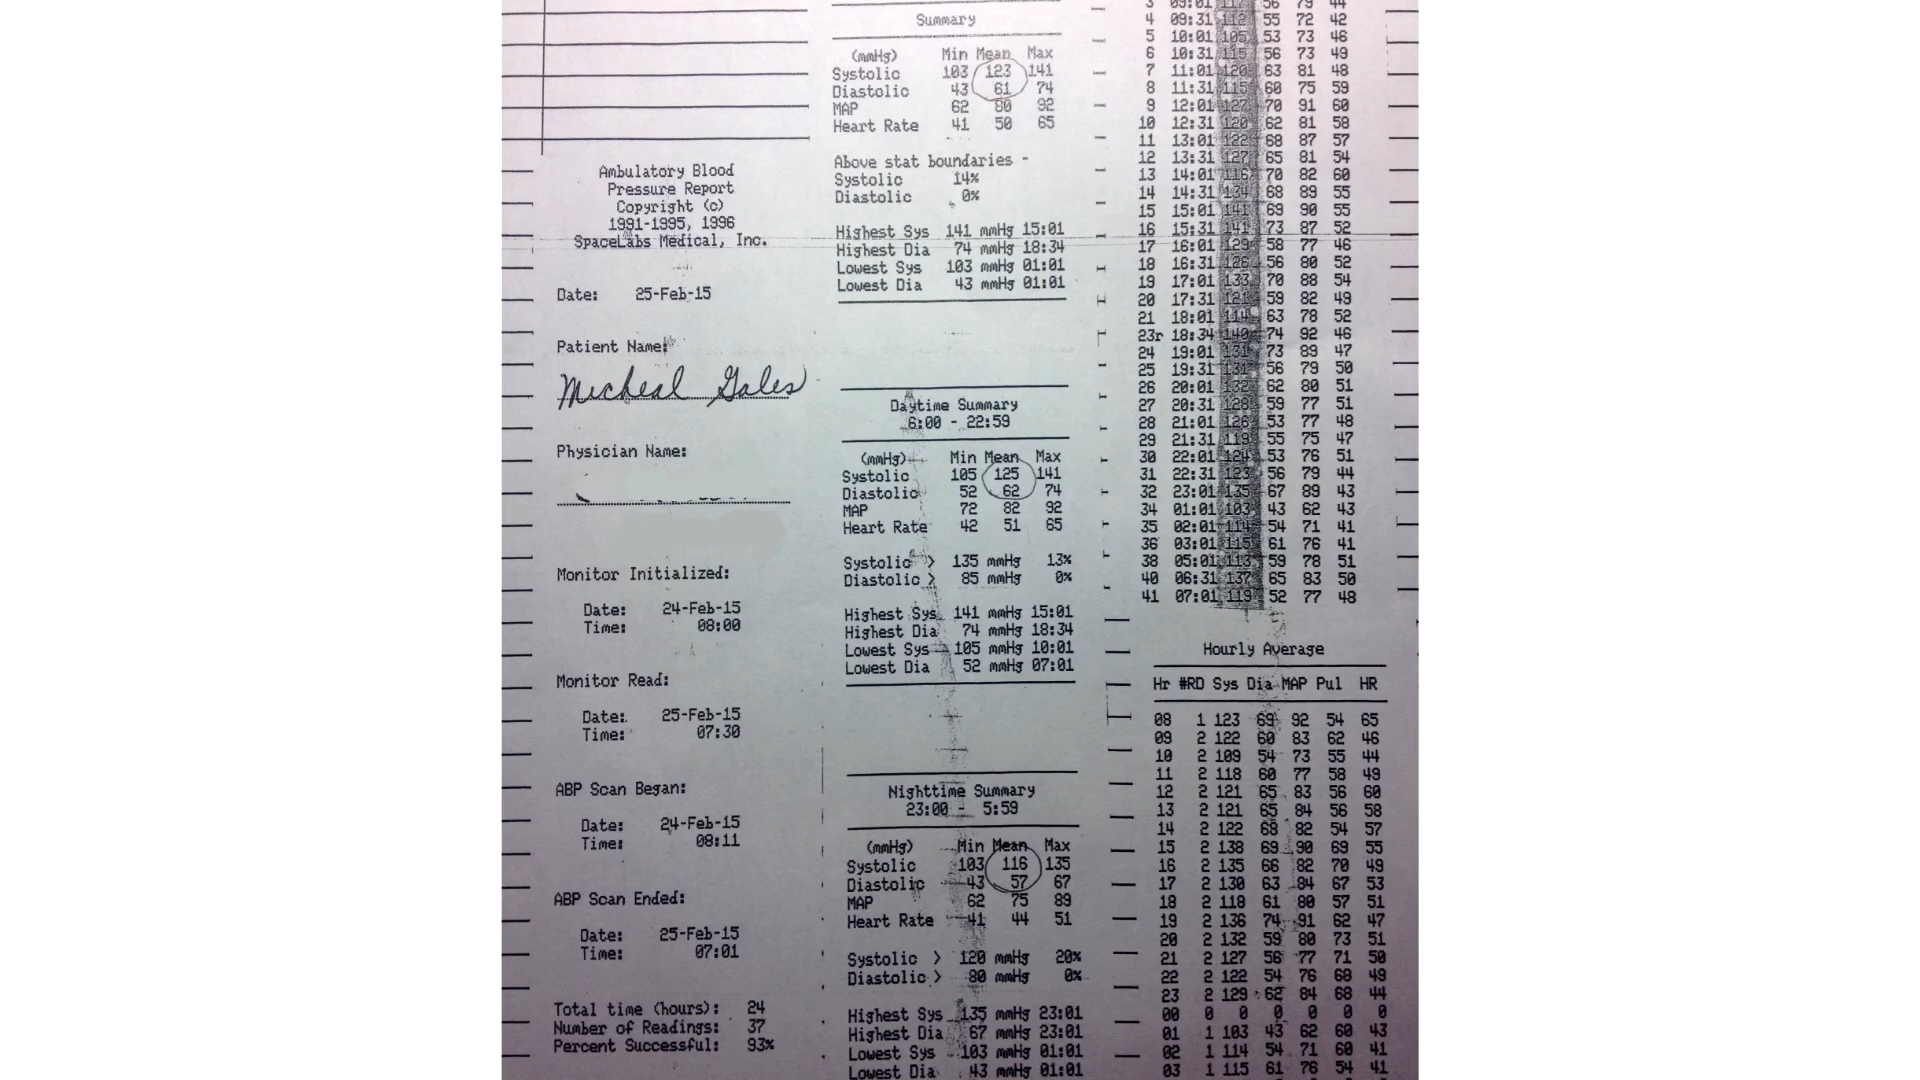 Ambulatory Blood
Pressure Report
Copyright (c)
1991-1995, 1996
SpaceLabs Medical, Inc.
Date: 25-Feb-15
Patient Name:
Micheal Gales
Physician Name:
Monitor Initialized:
Date: 24-Feb-15
Time: 08:00
Monitor Read:
Date: 25-Feb-15
Time: 07:30
ABP Scan Began:
Date: 24-Feb-15
Time: 08:11
ABP Scan Ended:
Date: 25-Feb-15
Time: 07:01
Total time (hours): 24
Number of Readings: 37
Percent Successful: 93%
Summary
(mmHg) Min Mean Max
Systolic 103 123 141
Diastolic 43 61 74
MAP 62 80 92
Heart Rate 41 50 65
Above stat boundaries -
Systolic 14%
Diastolic 0%
Highest Sys 141 mmHg 15:01
Highest Dia 74 mmHg 18:34
Lowest Sys 103 mmHg 01:01
Lowest Dia 43 mmHg 01:01
Daytime Summary
6:00 - 22:59
(mmHg) Min Mean Max
Systolic 105 125 141
Diastolic 52 62 74
MAP 72 82 92
Heart Rate 42 51 65
Systolic > 135 mmHg 13%
Diastolic > 85 mmHg 0%
Highest Sys 141 mmHg 15:01
Highest Dia 74 mmHg 18:34
Lowest Sys 105 mmHg 10:01
Lowest Dia 52 mmHg 07:01
Nighttime Summary
23:00 - 5:59
(mmHg) Min Mean Max
Systolic 103 116 135
Diastolic 43 57 67
MAP 62 75 89
Heart Rate 41 44 51
Systolic > 120 mmHg 20%
Diastolic > 80 mmHg 0%
Highest Sys 135 mmHg 23:01
Highest Dia 67 mmHg 23:01
Lowest Sys 103 mmHg 01:01
Lowest Dia 43 mmHg 01:01
3 09:01 117 56 79 44
4 09:31 112 55 72 42
5 10:01 105 53 73 46
6 10:31 115 56 73 49
7 11:01 120 63 81 48
8 11:31 115 60 75 59
9 12:01 127 70 91 60
10 12:31 120 62 81 58
11 13:01 122 68 87 57
12 13:31 127 65 81 54
13 14:01 116 70 82 60
14 14:31 134 68 89 55
15 15:01 141 69 90 55
16 15:31 141 73 87 52
17 16:01 129 58 77 46
18 16:31 126 56 80 52
19 17:01 133 70 88 54
20 17:31 121 59 82 49
21 18:01 114 63 78 52
23r 18:34 140 74 92 46
24 19:01 131 73 89 47
25 19:31 131 56 79 50
26 20:01 132 62 80 51
27 20:31 128 59 77 51
28 21:01 126 53 77 48
29 21:31 119 55 75 47
30 22:01 124 53 76 51
31 22:31 123 56 79 44
32 23:01 135 67 89 43
34 01:01 103 43 62 43
35 02:01 114 54 71 41
36 03:01 115 61 76 41
38 05:01 113 59 78 51
40 06:31 137 65 83 50
41 07:01 119 52 77 48
Hourly Average
Hr #RD Sys Dia MAP Pul HR
08 1 123 69 92 54 65
09 2 122 60 83 62 46
10 2 109 54 73 55 44
11 2 118 60 77 58 49
12 2 121 65 83 56 60
13 2 121 65 84 56 58
14 2 122 68 82 54 57
15 2 138 69 90 69 55
16 2 135 66 82 70 49
17 2 130 63 84 67 53
18 2 118 61 80 57 51
19 2 136 74 91 62 47
20 2 132 59 80 73 51
21 2 127 56 77 71 50
22 2 122 54 76 68 49
23 2 129 62 84 68 44
00 0 0 0 0 0 0
01 1 103 43 62 60 43
02 1 114 54 71 60 41
03 1 115 61 76 54 41